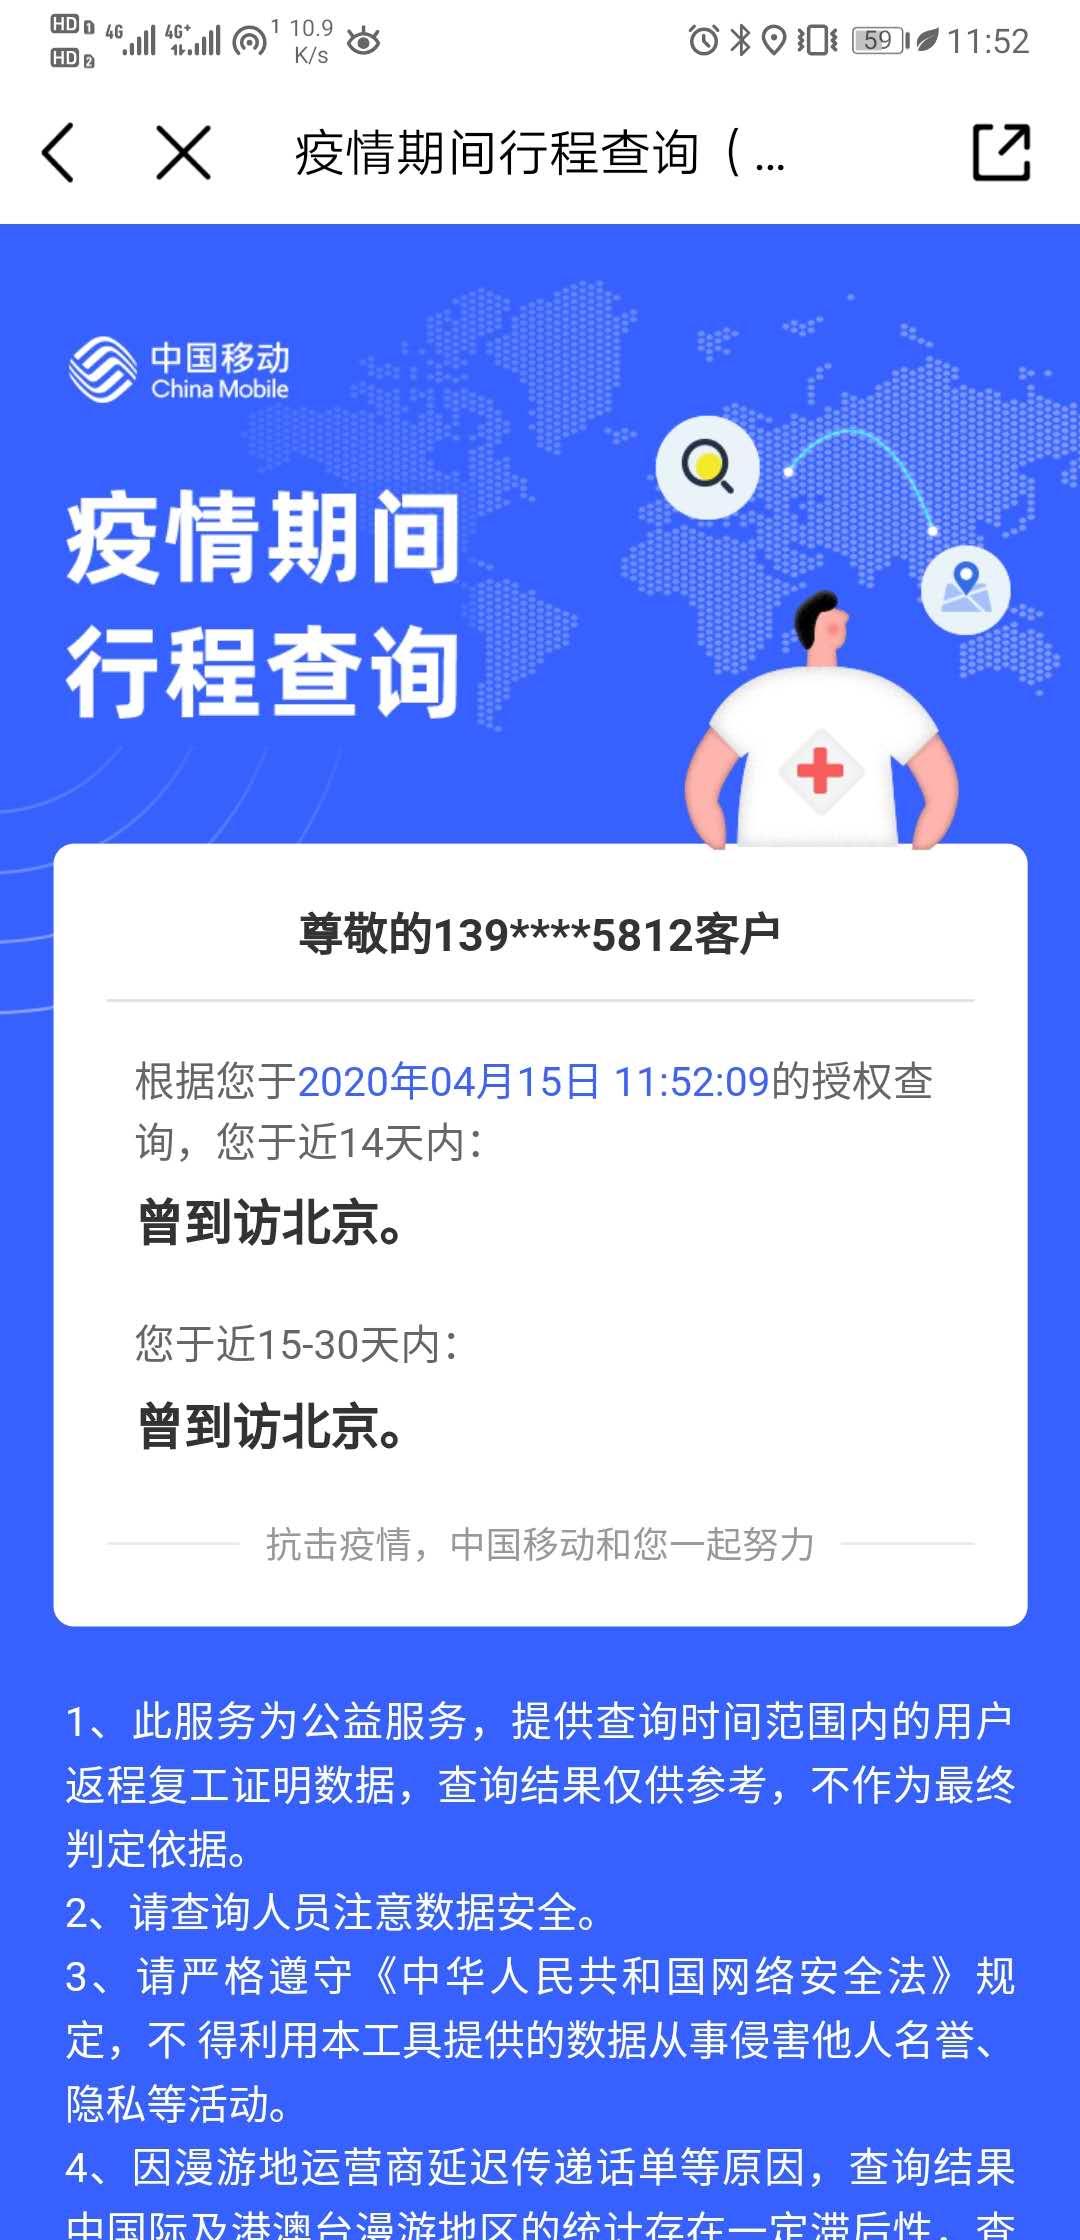 HD 1 4G 4G+ 1 10.9 59 11:52
HD 2 K/s
疫情期间行程查询（...
中国移动
China Mobile
疫情期间
行程查询
尊敬的139****5812客户
根据您于2020年04月15日 11:52:09的授权查
询，您于近14天内：
曾到访北京。
您于近15-30天内：
曾到访北京。
抗击疫情，中国移动和您一起努力
1、此服务为公益服务，提供查询时间范围内的用户
返程复工证明数据，查询结果仅供参考，不作为最终
判定依据。
2、请查询人员注意数据安全。
3、请严格遵守《中华人民共和国网络安全法》规
定，不 得利用本工具提供的数据从事侵害他人名誉、
隐私等活动。
4、因漫游地运营商延迟传递话单等原因，查询结果
中国际及港澳台漫游地区的统计存在一定滞后性，查